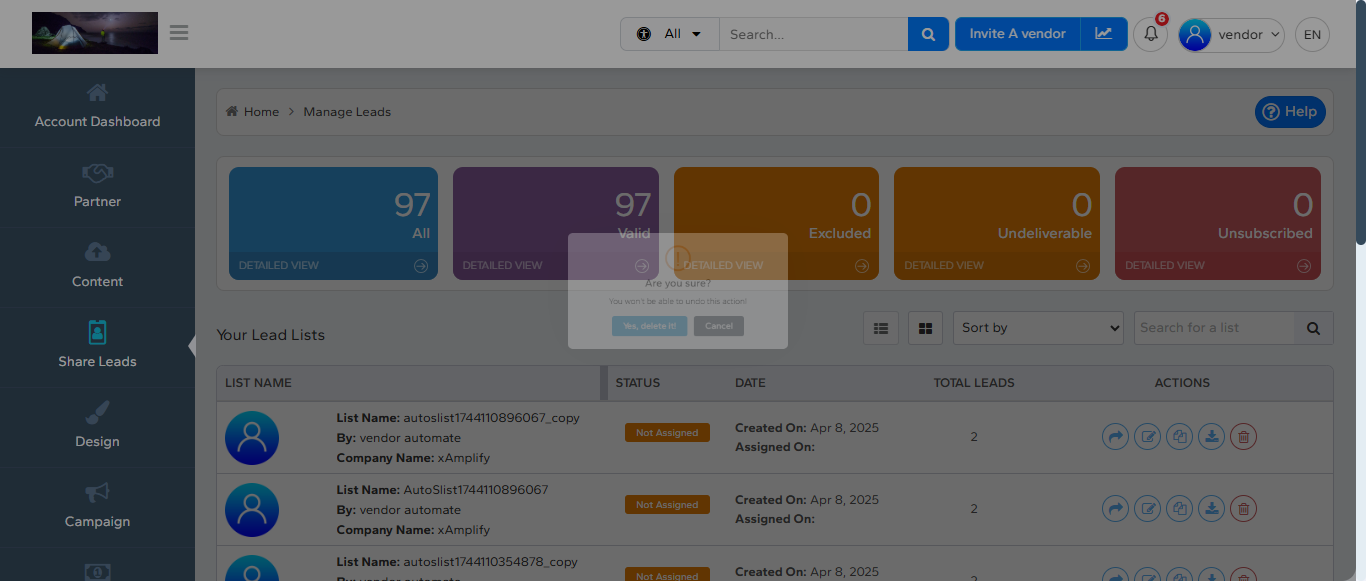 All
Search...
Invite A vendor
6
vendor
EN
Account Dashboard
Partner
Content
Share Leads
Design
Campaign
Home
Manage Leads
Help
97
All
DETAILED VIEW
97
Valid
DETAILED VIEW
0
Excluded
DETAILED VIEW
0
Undeliverable
DETAILED VIEW
0
Unsubscribed
DETAILED VIEW
Are you sure?
You won't be able to undo this action!
Yes, delete it!
Cancel
Your Lead Lists
Sort by
Search for a list
LIST NAME STATUS DATE TOTAL LEADS ACTIONS
List Name: autoslist1744110896067_copy
By: vendor automate
Company Name: xAmplify
Not Assigned
Created On: Apr 8, 2025
Assigned On:
2
List Name: AutoSlist1744110896067
By: vendor automate
Company Name: xAmplify
Not Assigned
Created On: Apr 8, 2025
Assigned On:
2
List Name: autoslist1744110354878_copy
By: vendor automate
Not Assigned
Created On: Apr 8, 2025
2